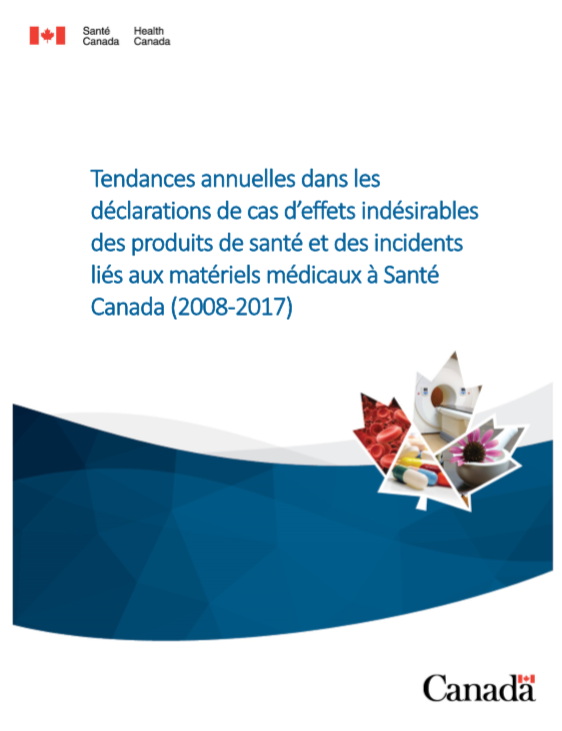 Santé Health
Canada Canada
Tendances annuelles dans les
déclarations de cas d’effets indésirables
des produits de santé et des incidents
liés aux matériels médicaux à Santé
Canada (2008-2017)
Canada